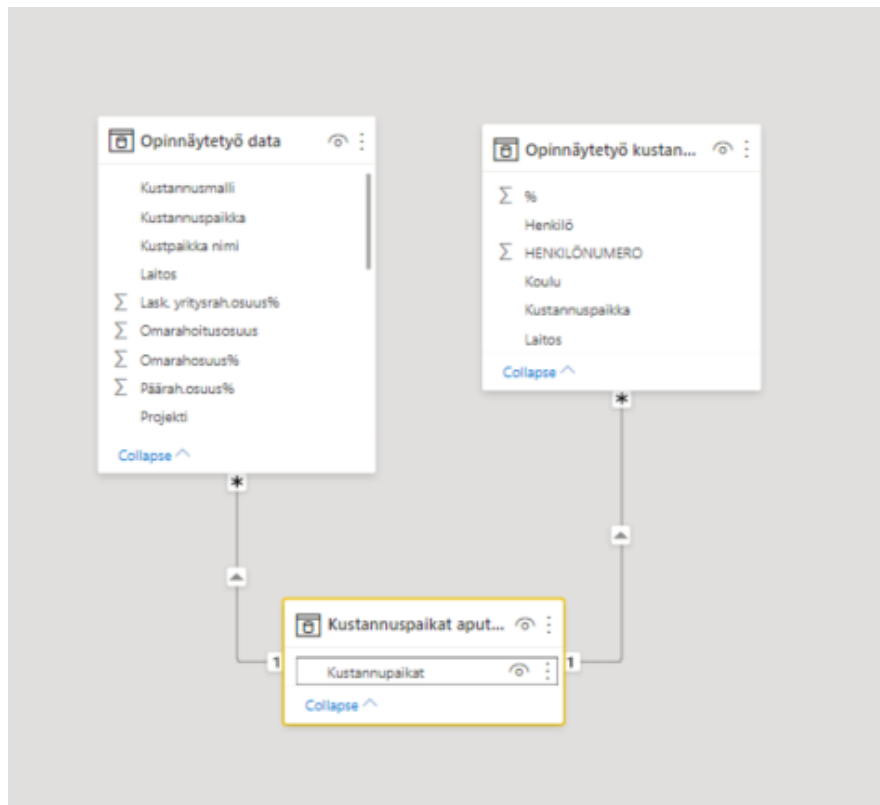 Opinnäytetyö data
Kustannusmalli
Kustannuspaikka
Kustpaikka nimi
Laitos
Σ Lask. yritysrah.osuus%
Σ Omarahoitusosuus
Σ Omarahosuus%
Σ Päärah.osuus%
Projekti
Collapse
*
Opinnäytetyö kustan...
Σ %
Henkilö
Σ HENKILÖNUMERO
Koulu
Kustannuspaikka
Laitos
Collapse
*
1
Kustannuspaikat aput...
Kustannupaikat
Collapse
1